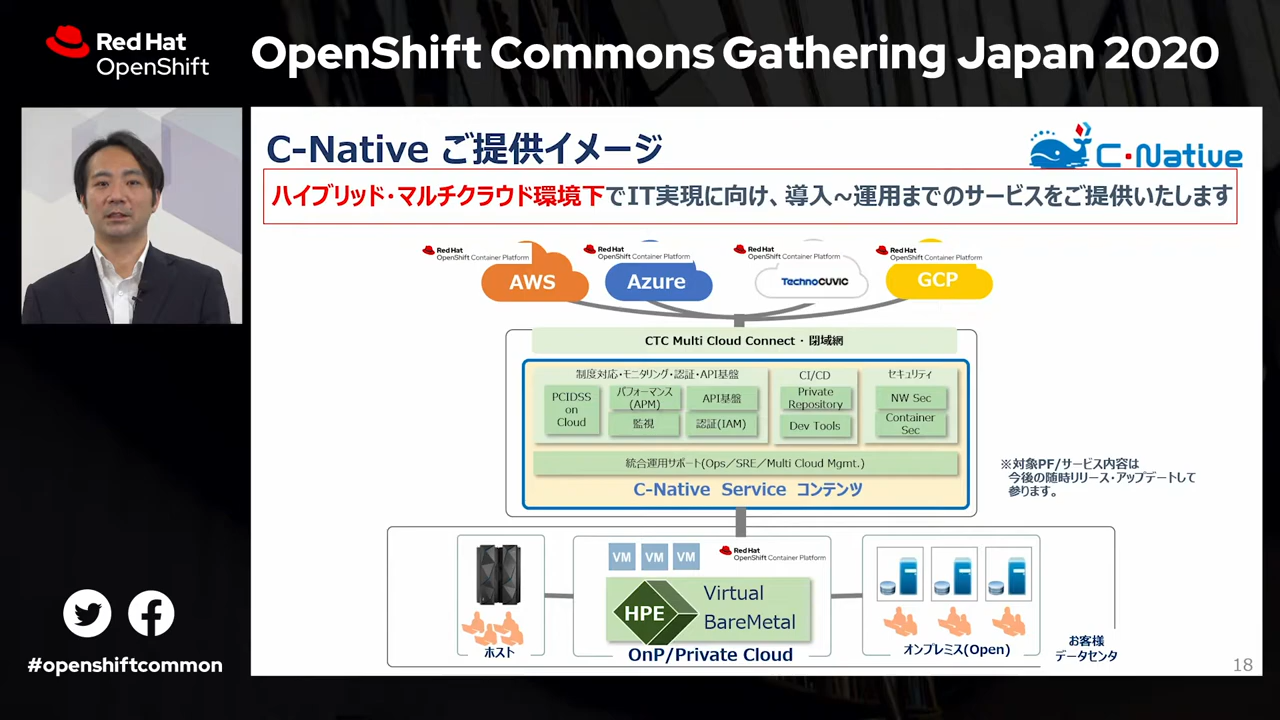 Red Hat
OpenShift
OpenShift Commons Gathering Japan 2020
C-Native ご提供イメージ
C・Native
ハイブリッド・マルチクラウド環境下でIT実現に向け、導入～運用までのサービスをご提供いたします
Red Hat
OpenShift Container Platform
Red Hat
OpenShift Container Platform
Red Hat
OpenShift Container Platform
Red Hat
OpenShift Container Platform
AWS
Azure
TechnoCUVIC
GCP
CTC Multi Cloud Connect・閉域網
制度対応・モニタリング・認証・API基盤
PCIDSS
on
Cloud
パフォーマンス
(APM)
API基盤
監視
認証(IAM)
CI/CD
Private
Repository
Dev Tools
セキュリティ
NW Sec
Container
Sec
統合運用サポート(Ops／SRE／Multi Cloud Mgmt.)
C-Native Service コンテンツ
※対象PF/サービス内容は
今後の随時リリース・アップデートして
参ります。
ホスト
VM
VM
VM
Red Hat
OpenShift Container Platform
HPE
Virtual
BareMetal
OnP/Private Cloud
オンプレミス(Open)
お客様
データセンタ
#openshiftcommon
18